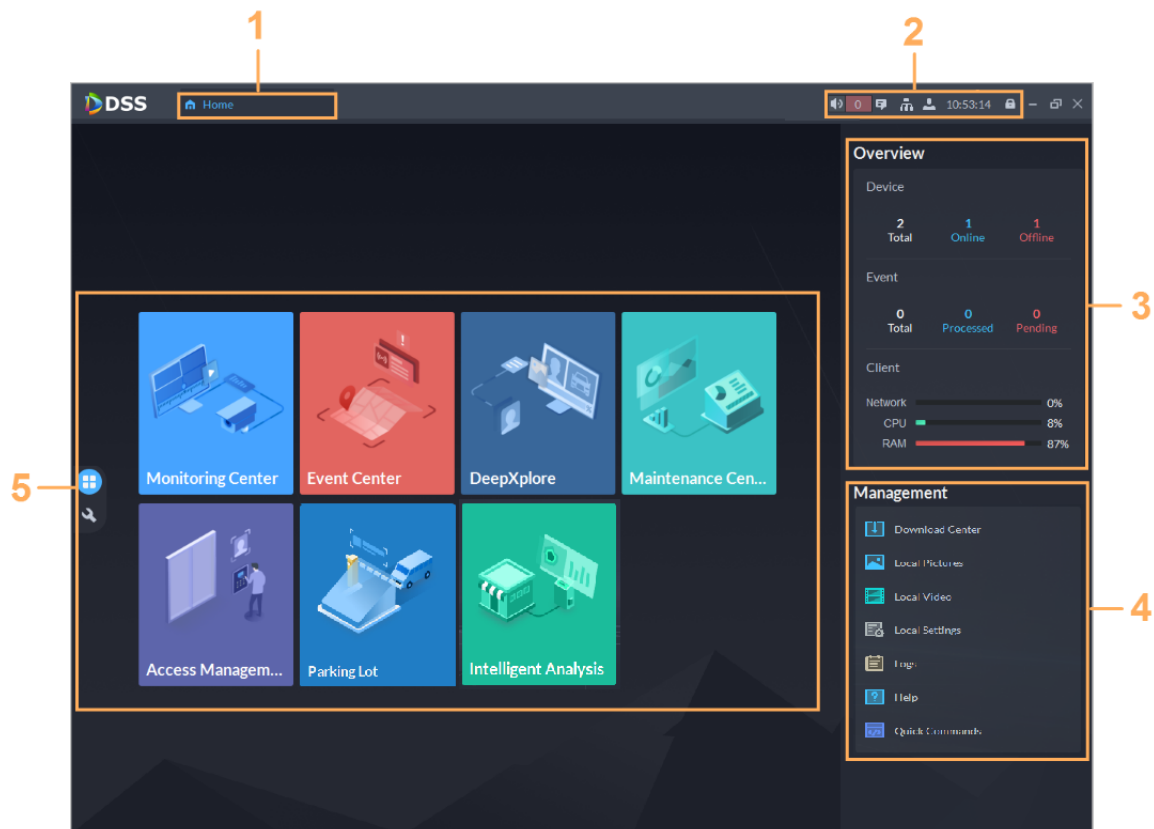 1
2
DSS
Home
0
10:53:14
Overview
Device
2
1
1
Total
Online
Offline
Event
0
0
0
Total
Processed
Pending
Client
Network
0%
CPU
8%
RAM
87%
3
Monitoring Center
Event Center
DeepXplore
Maintenance Cen...
5
Access Managem...
Parking Lot
Intelligent Analysis
Management
Download Center
Local Pictures
Local Video
Local Settings
Logs
Help
Quick Commands
4